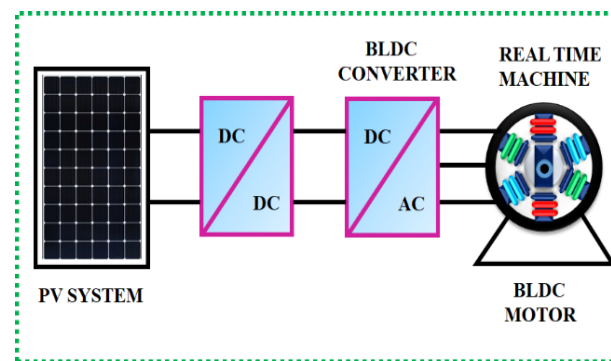 BLDC
CONVERTER
REAL TIME
MACHINE
DC
DC
DC
AC
PV SYSTEM
BLDC
MOTOR